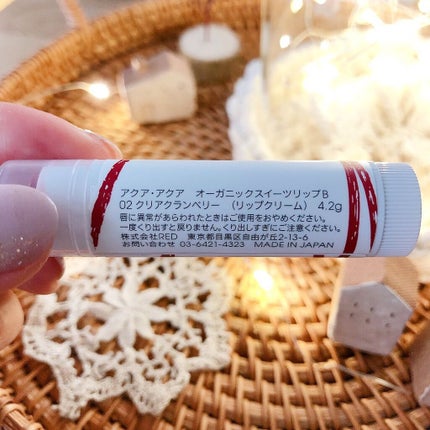 アクア・アクア オーガニックスイーツリップB
02 クリアクランベリー （リップクリーム） 4.2g
唇に異常があらわれたときはご使用をおやめください。
一度くり出すと戻りません。くり出しすぎにご注意ください。
株式会社RED 東京都目黒区自由が丘2-13-6
お問い合わせ 03-6421-4323 MADE IN JAPAN